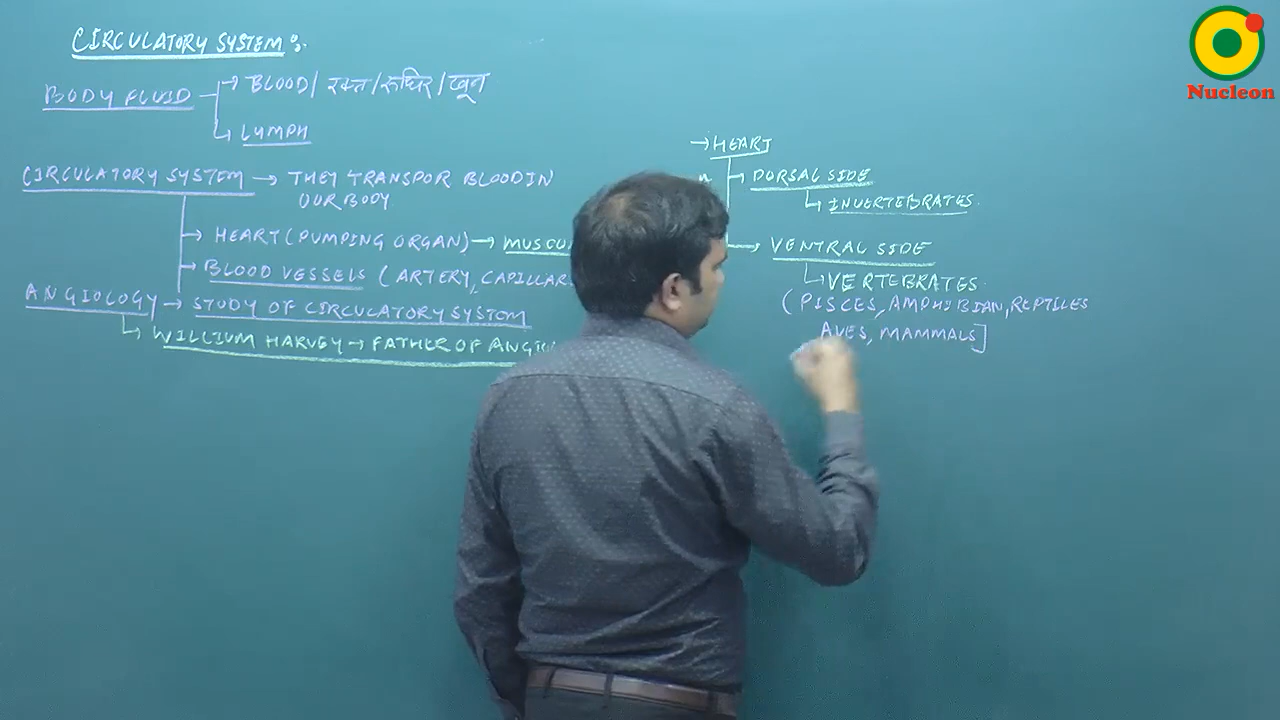 CIRCULATORY SYSTEM :-
BODY FLUID → BLOOD / रक्त / रूधिर / खून
→ LUMPH
CIRCULATORY SYSTEM → THEY TRANSPOR BLOOD IN
OUR BODY
→ HEART (PUMPING ORGAN) →
→ BLOOD VESSELS (ARTERY, CAPILLAR
ANGIOLOGY → STUDY OF CIRCULATORY SYSTEM
→ WILLIUM HARVEY → FATHER OF
→ HEART
→ DORSAL SIDE
→ INVERTEBRATES.
→ VENTRAL SIDE
→ VERTEBRATES.
(PISCES, AMPHIBIAN, REPTILES
AVES, MAMMALS]
Nucleon